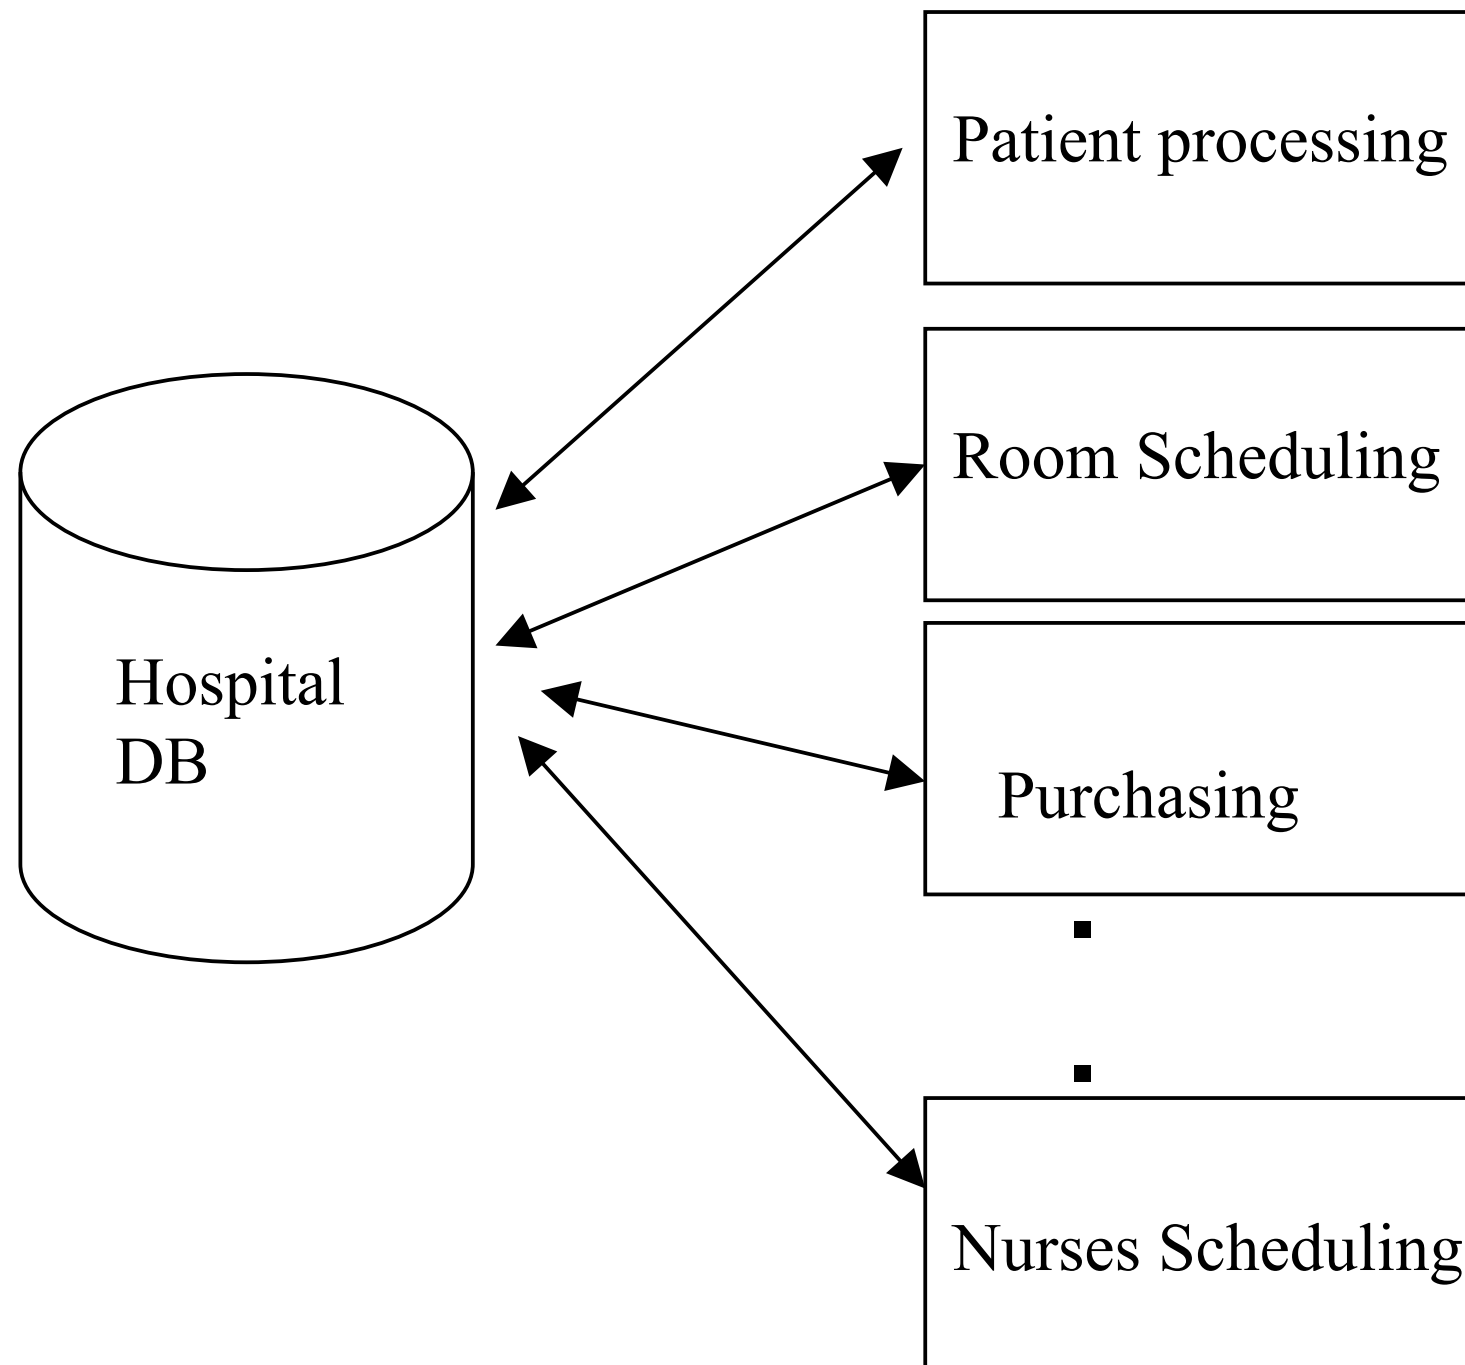 Patient processing
Room Scheduling
Hospital
DB
Purchasing
Nurses Scheduling